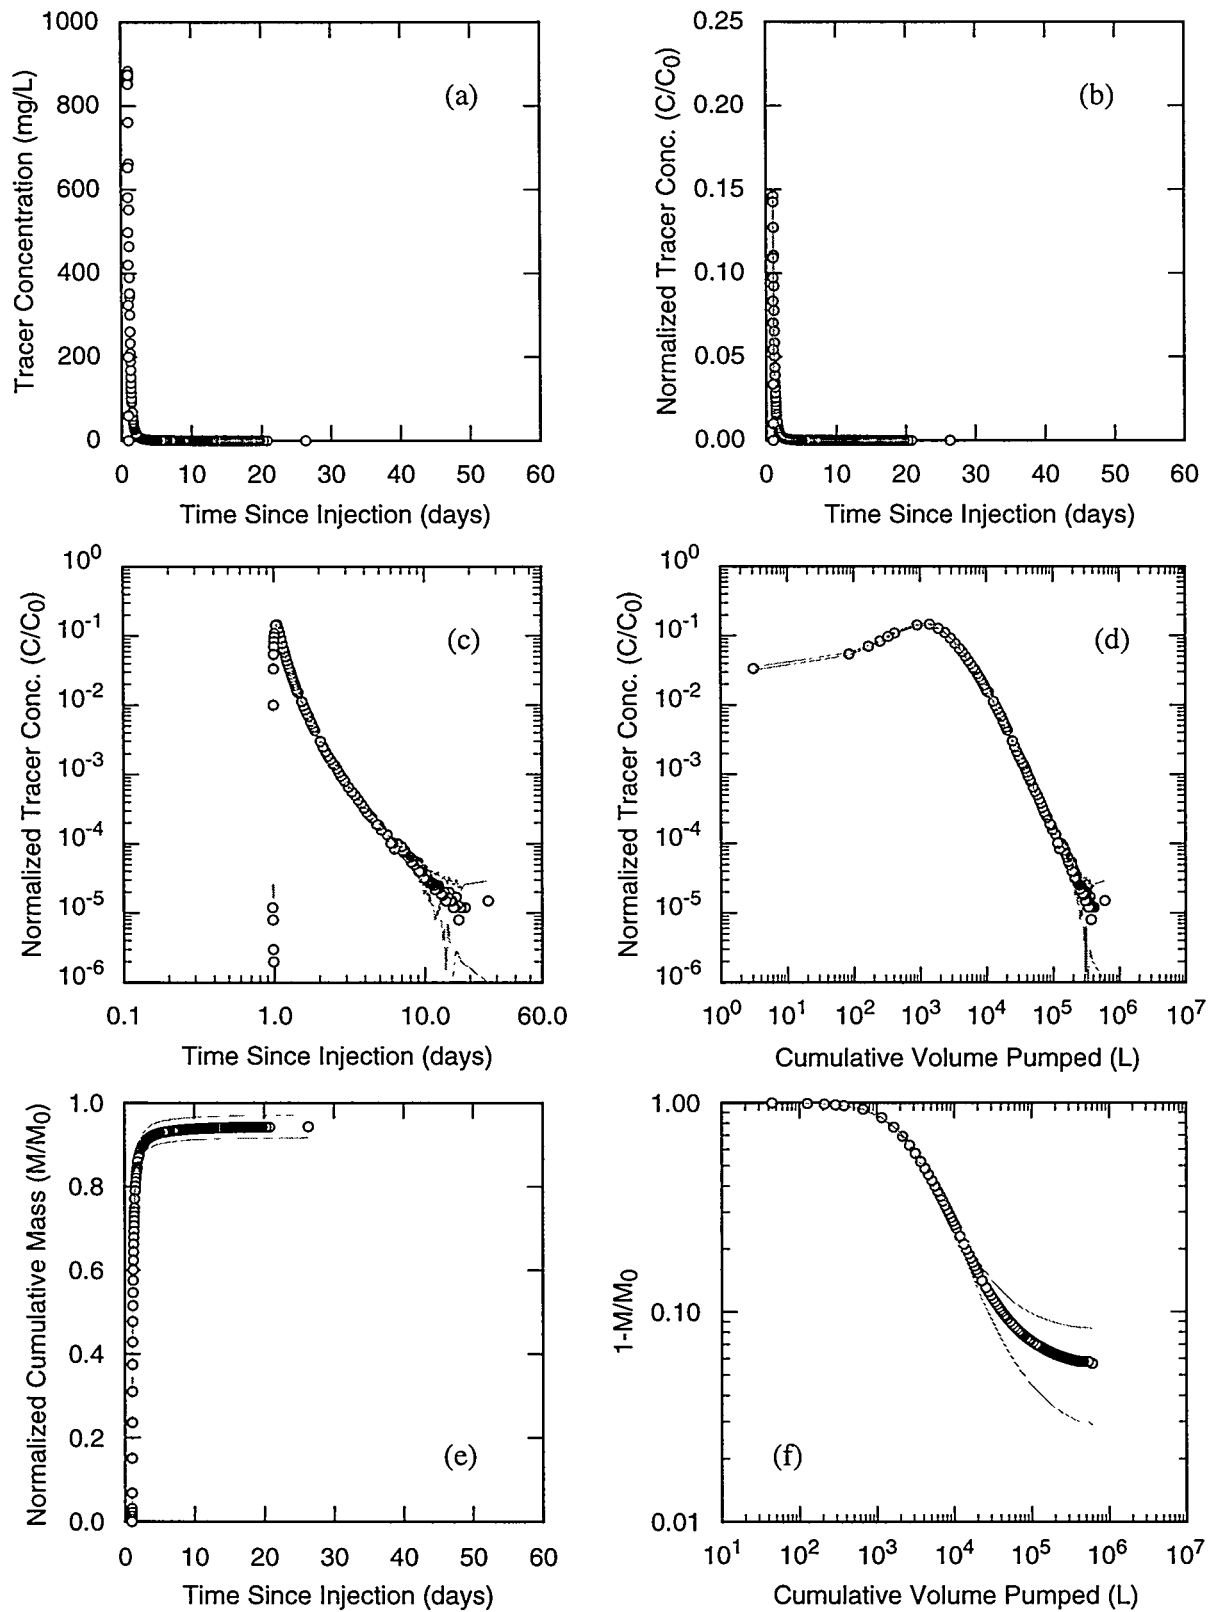 1000
800
600
400
200
0
Tracer Concentration (mg/L)
(a)
0 10 20 30 40 50 60
Time Since Injection (days)
0.25
0.20
0.15
0.10
0.05
0.00
Normalized Tracer Conc. (C/C0)
(b)
0 10 20 30 40 50 60
Time Since Injection (days)
10^0
10^-1
10^-2
10^-3
10^-4
10^-5
10^-6
Normalized Tracer Conc. (C/C0)
(c)
0.1 1.0 10.0 60.0
Time Since Injection (days)
10^0
10^-1
10^-2
10^-3
10^-4
10^-5
10^-6
Normalized Tracer Conc. (C/C0)
(d)
10^0 10^1 10^2 10^3 10^4 10^5 10^6 10^7
Cumulative Volume Pumped (L)
1.0
0.8
0.6
0.4
0.2
0.0
Normalized Cumulative Mass (M/M0)
(e)
0 10 20 30 40 50 60
Time Since Injection (days)
1.00
0.10
0.01
1-M/M0
(f)
10^1 10^2 10^3 10^4 10^5 10^6 10^7
Cumulative Volume Pumped (L)